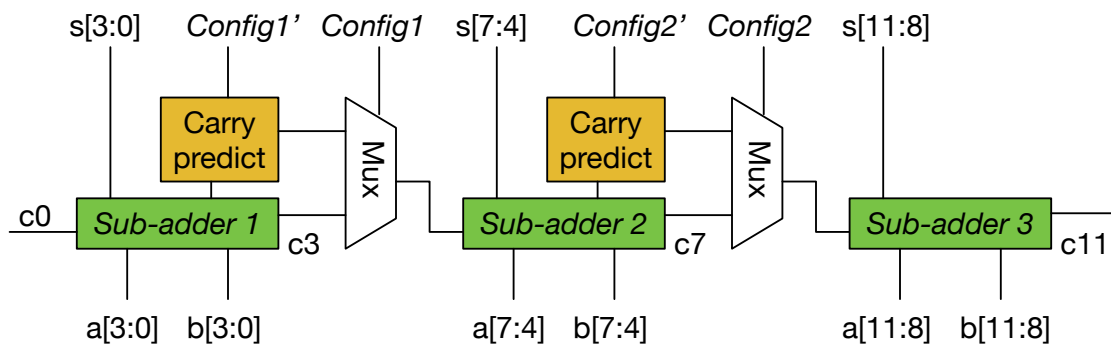 s[3:0] Config1’ Config1 s[7:4] Config2’ Config2 s[11:8]
Carry predict
Mux
Carry predict
Mux
c0 Sub-adder 1 c3 Sub-adder 2 c7 Sub-adder 3 c11
a[3:0] b[3:0] a[7:4] b[7:4] a[11:8] b[11:8]